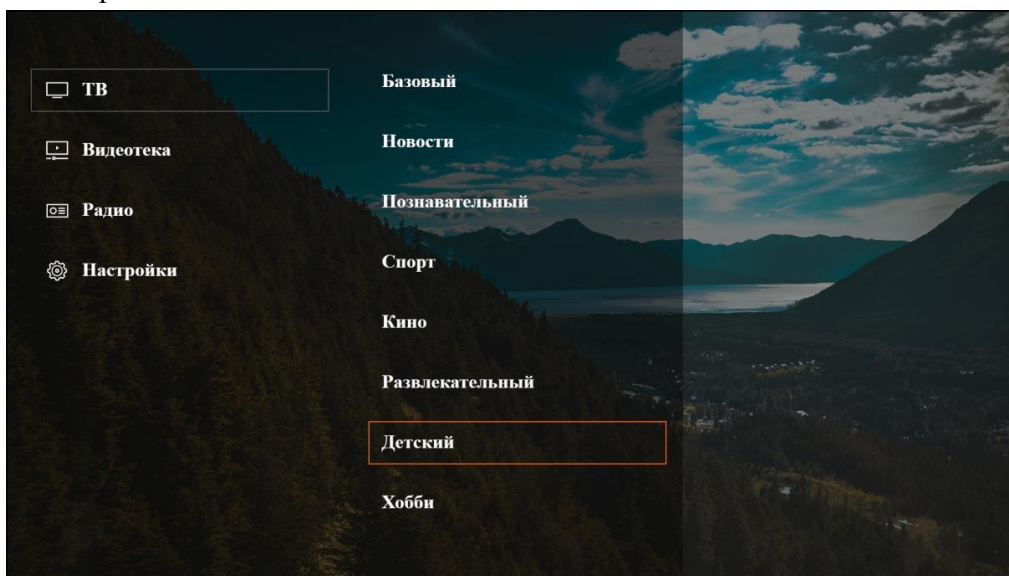 ТВ
Видеотека
Радио
Настройки
Базовый
Новости
Познавательный
Спорт
Кино
Развлекательный
Детский
Хобби